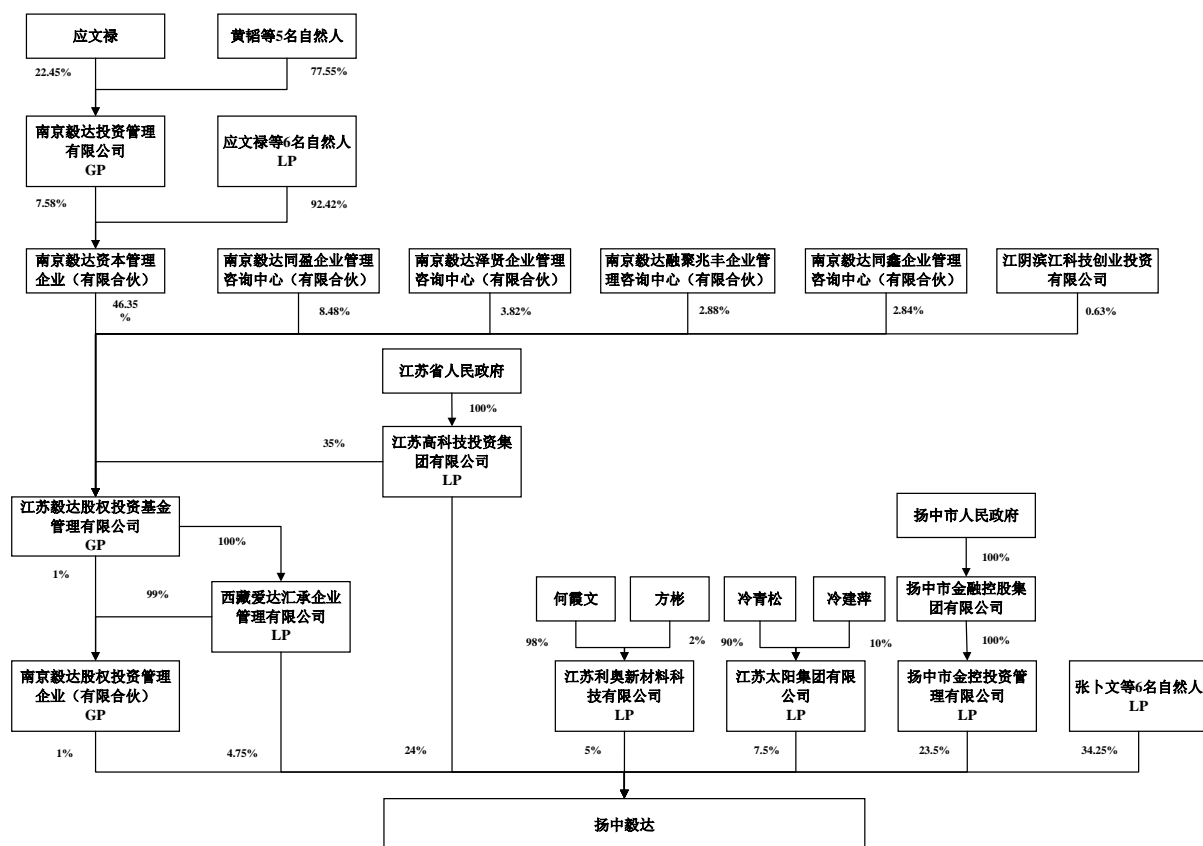 应文禄
黄韬等5名自然人
22.45%
77.55%
南京毅达投资管理
有限公司
GP
应文禄等6名自然人
LP
7.58%
92.42%
南京毅达资本管理
企业（有限合伙）
南京毅达同盈企业管理
咨询中心（有限合伙）
南京毅达泽贤企业管理
咨询中心（有限合伙）
南京毅达融聚兆丰企业管
理咨询中心（有限合伙）
南京毅达同鑫企业管理
咨询中心（有限合伙）
江阴滨江科技创业投资
有限公司
46.35
%
8.48%
3.82%
2.88%
2.84%
0.63%
江苏省人民政府
100%
35%
江苏高科技投资集
团有限公司
LP
江苏毅达股权投资基金
管理有限公司
GP
100%
扬中市人民政府
100%
1%
99%
西藏爱达汇承企业
管理有限公司
LP
何霞文
方彬
冷青松
冷建萍
扬中市金融控股集
团有限公司
98%
2%
90%
10%
100%
南京毅达股权投资管理
企业（有限合伙）
GP
江苏利奥新材料科
技有限公司
LP
江苏太阳集团有限
公司
LP
扬中市金控投资管
理有限公司
LP
张卜文等6名自然人
LP
1%
4.75%
24%
5%
7.5%
23.5%
34.25%
扬中毅达